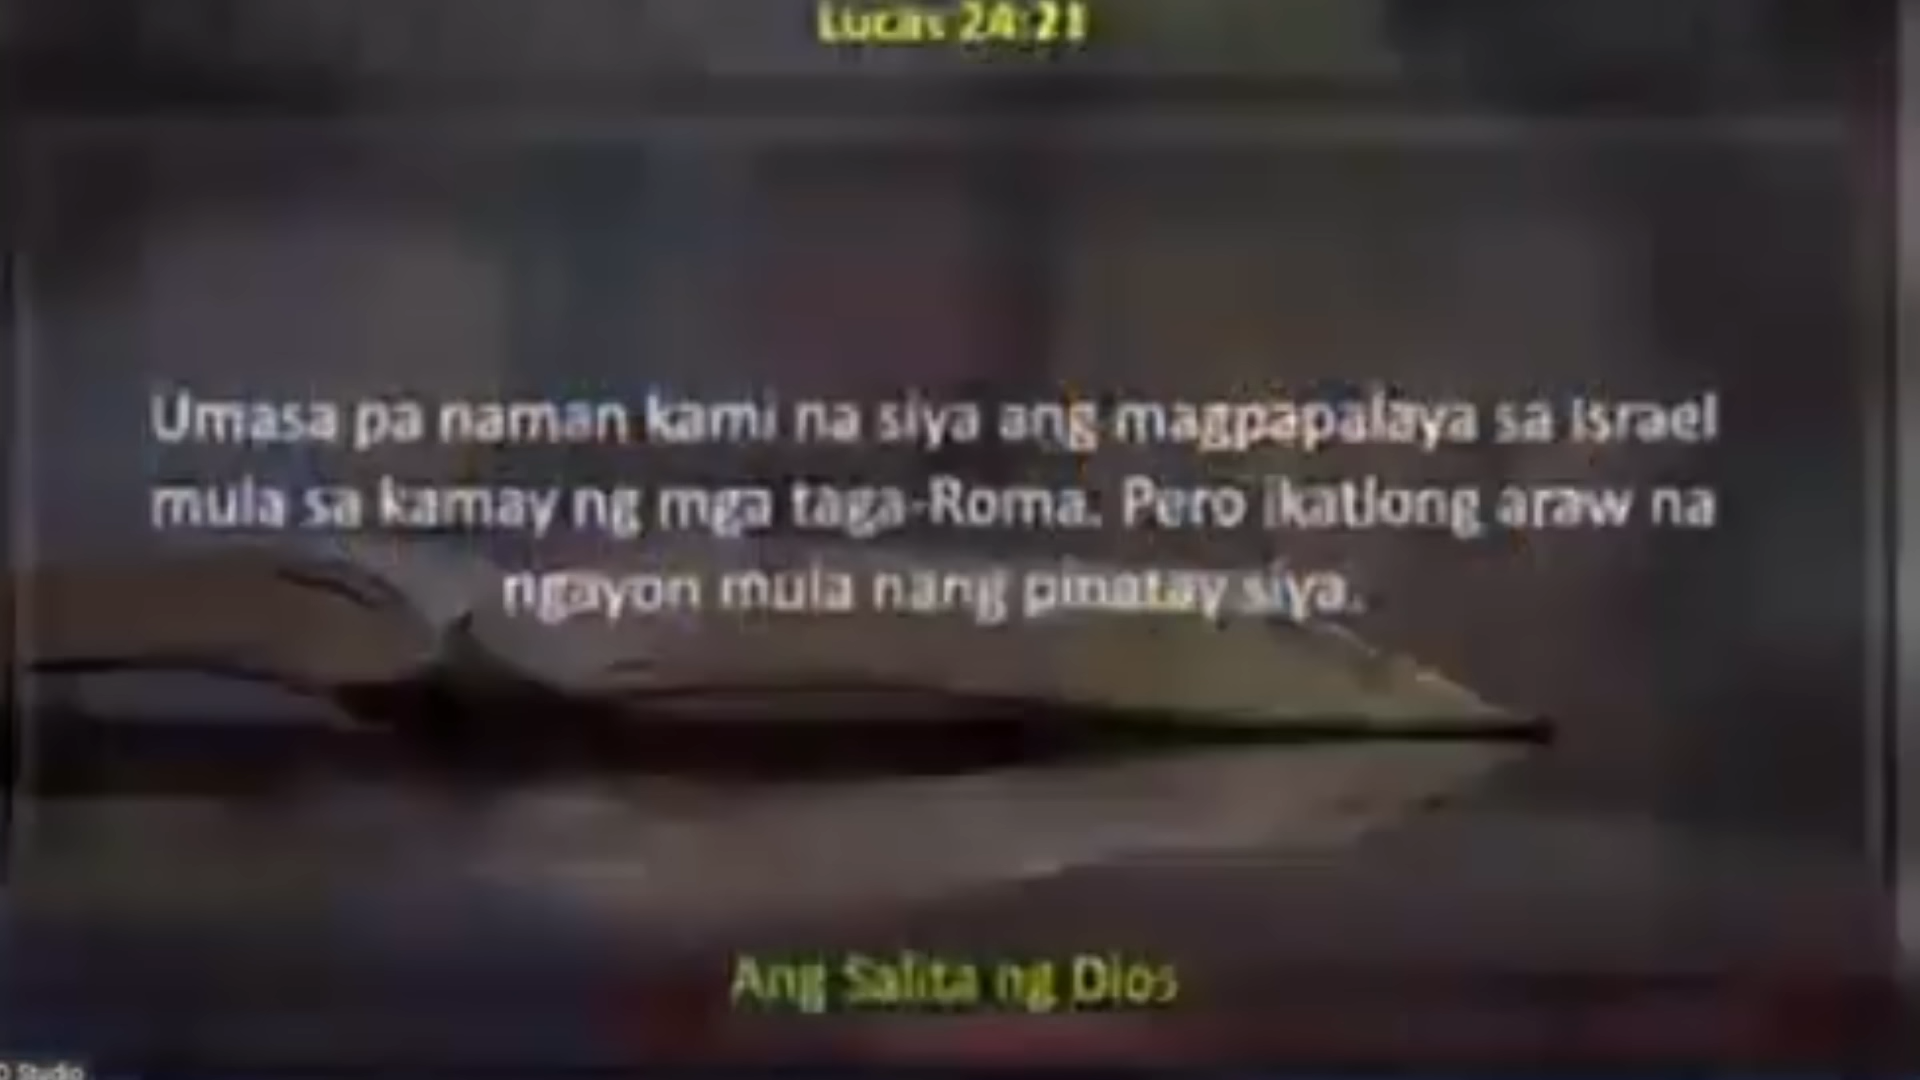 Lucas 24:21
Umasa pa naman kami na siya ang magpapalaya sa Israel
mula sa kamay ng mga taga-Roma. Pero ikatlong araw na
ngayon mula nang pinatay siya.
Ang Salita ng Dios
Studio